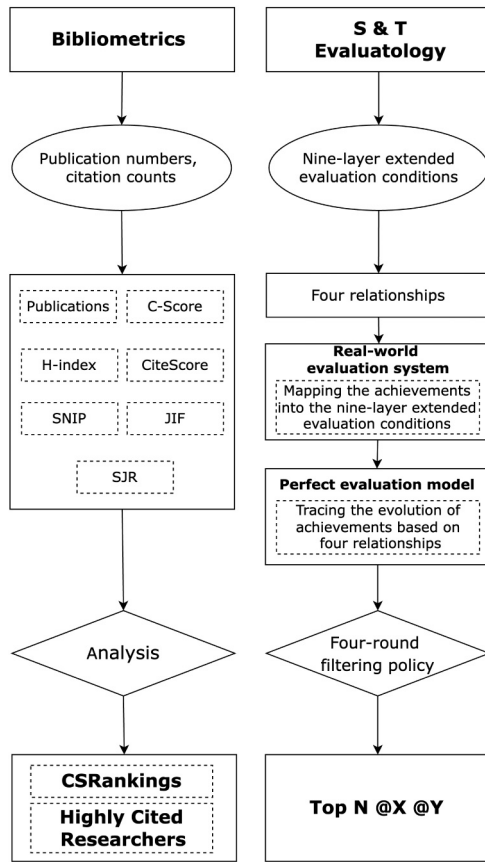 Bibliometrics
Publication numbers,
citation counts
Publications
C-Score
H-index
CiteScore
SNIP
JIF
SJR
Analysis
CSRankings
Highly Cited
Researchers
S & T
Evaluatology
Nine-layer extended
evaluation conditions
Four relationships
Real-world
evaluation system
Mapping the achievements
into the nine-layer extended
evaluation conditions
Perfect evaluation model
Tracing the evolution of
achievements based on
four relationships
Four-round
filtering policy
Top N @X @Y